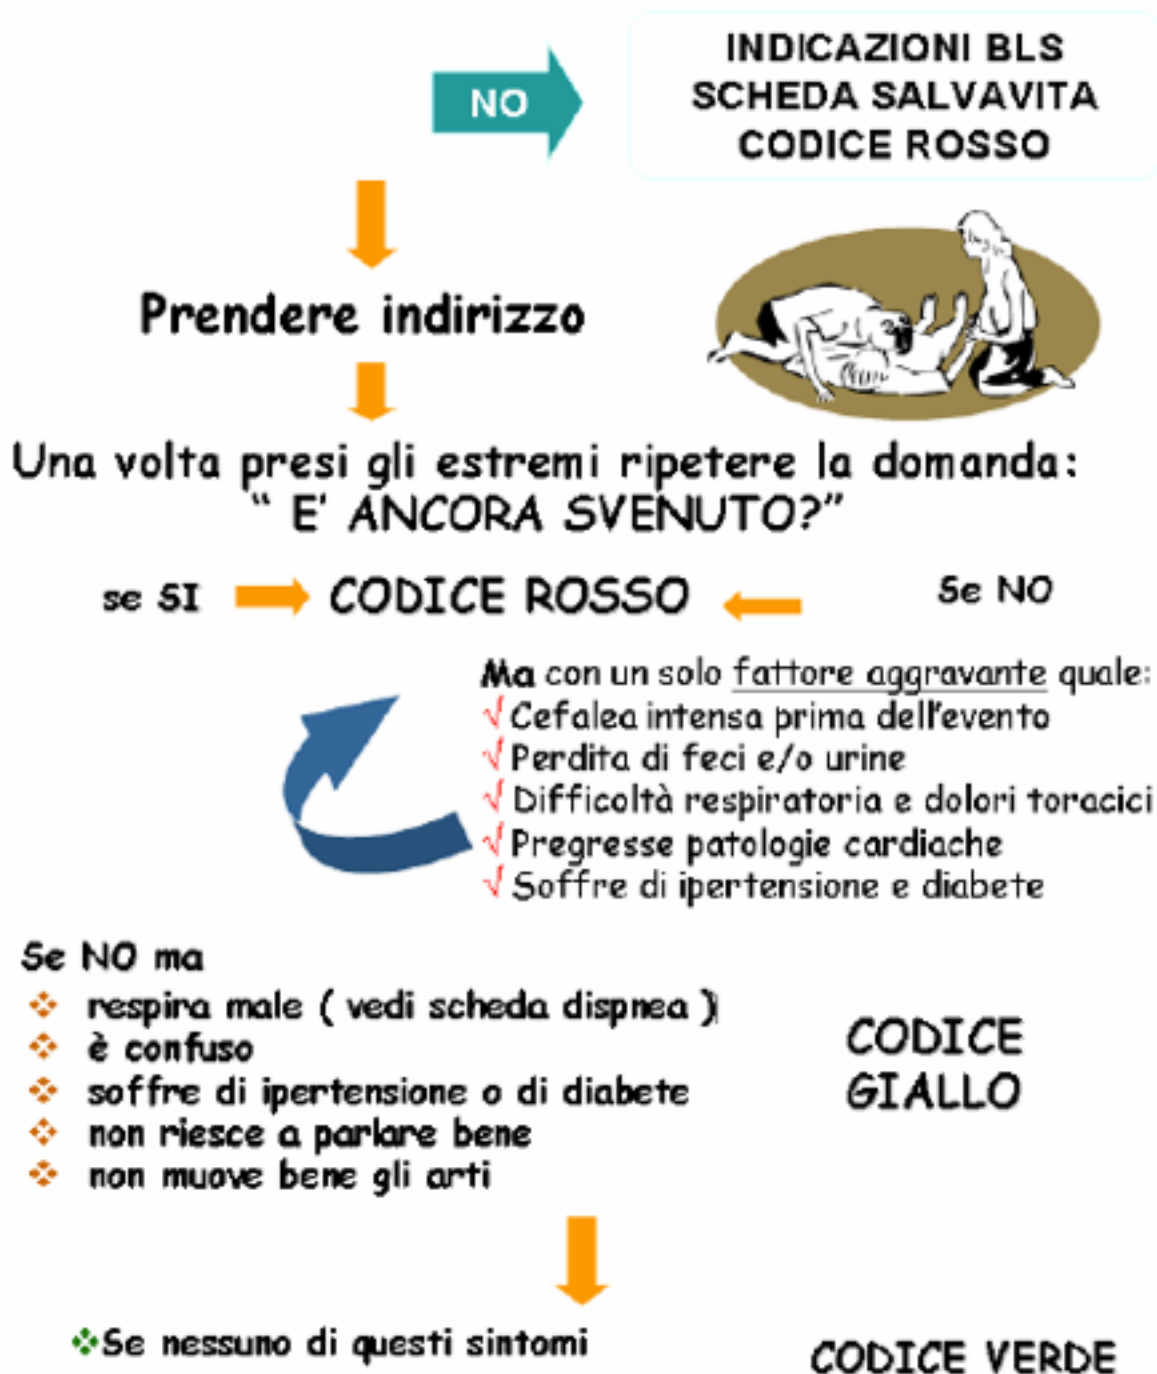 NO
INDICAZIONI BLS
SCHEDA SALVAVITA
CODICE ROSSO
Prendere indirizzo
Una volta presi gli estremi ripetere la domanda:
“ E' ANCORA SVENUTO?”
se SI
CODICE ROSSO
Se NO
Ma con un solo fattore aggravante quale:
√ Cefalea intensa prima dell'evento
√ Perdita di feci e/o urine
√ Difficoltà respiratoria e dolori toracici
√ Pregresse patologie cardiache
√ Soffre di ipertensione e diabete
Se NO ma
❖ respira male ( vedi scheda dispnea )
❖ è confuso
❖ soffre di ipertensione o di diabete
❖ non riesce a parlare bene
❖ non muove bene gli arti
CODICE
GIALLO
❖Se nessuno di questi sintomi
CODICE VERDE